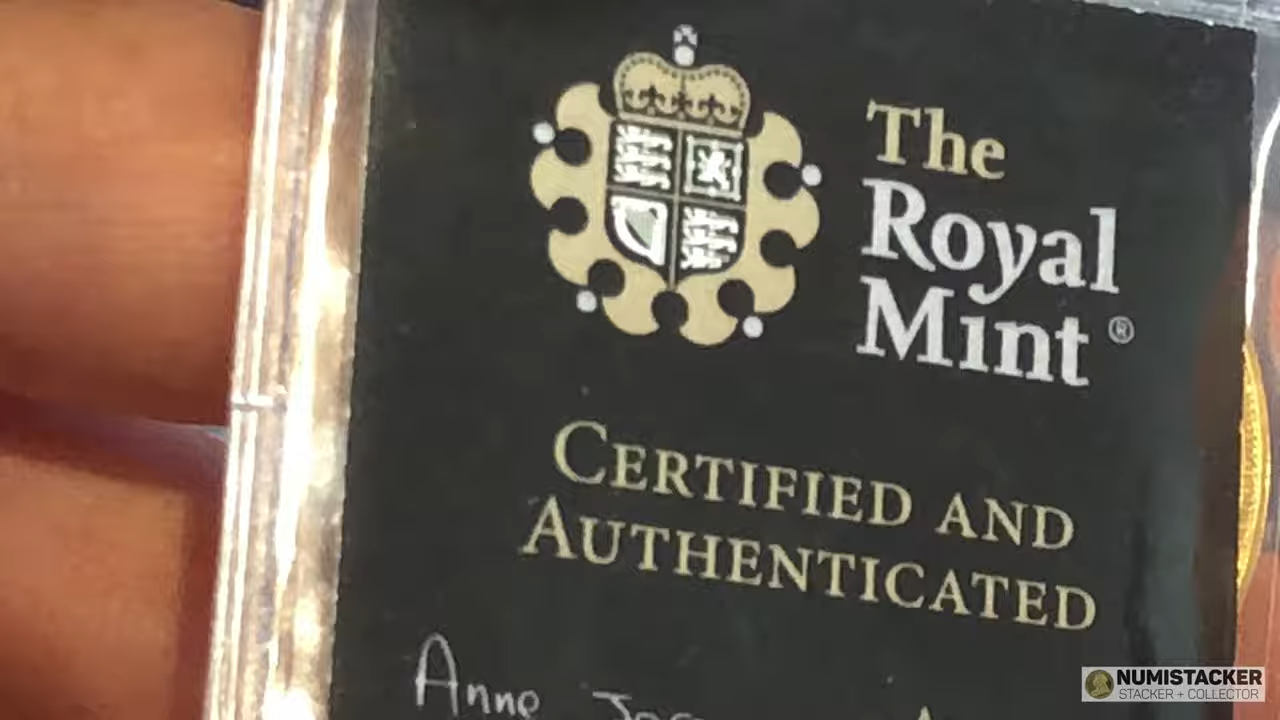 The
Royal
Mint®
CERTIFIED AND
AUTHENTICATED
Anne
NUMISTACKER
STACKER + COLLECTOR